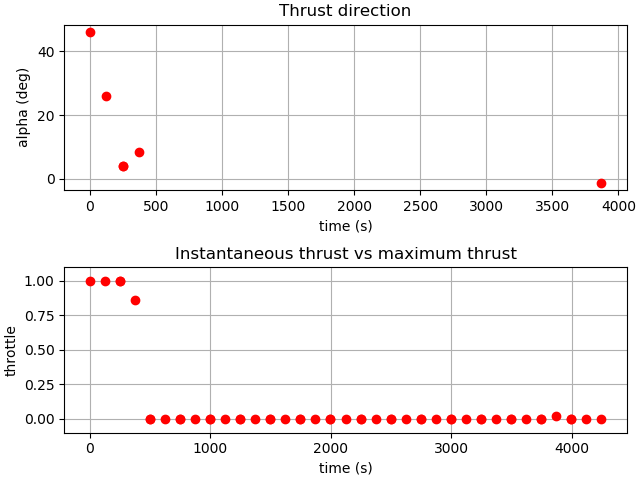 Thrust direction
40
20
0
alpha (deg)
0 500 1000 1500 2000 2500 3000 3500 4000
time (s)
Instantaneous thrust vs maximum thrust
1.00
0.75
0.50
0.25
0.00
throttle
0 1000 2000 3000 4000
time (s)